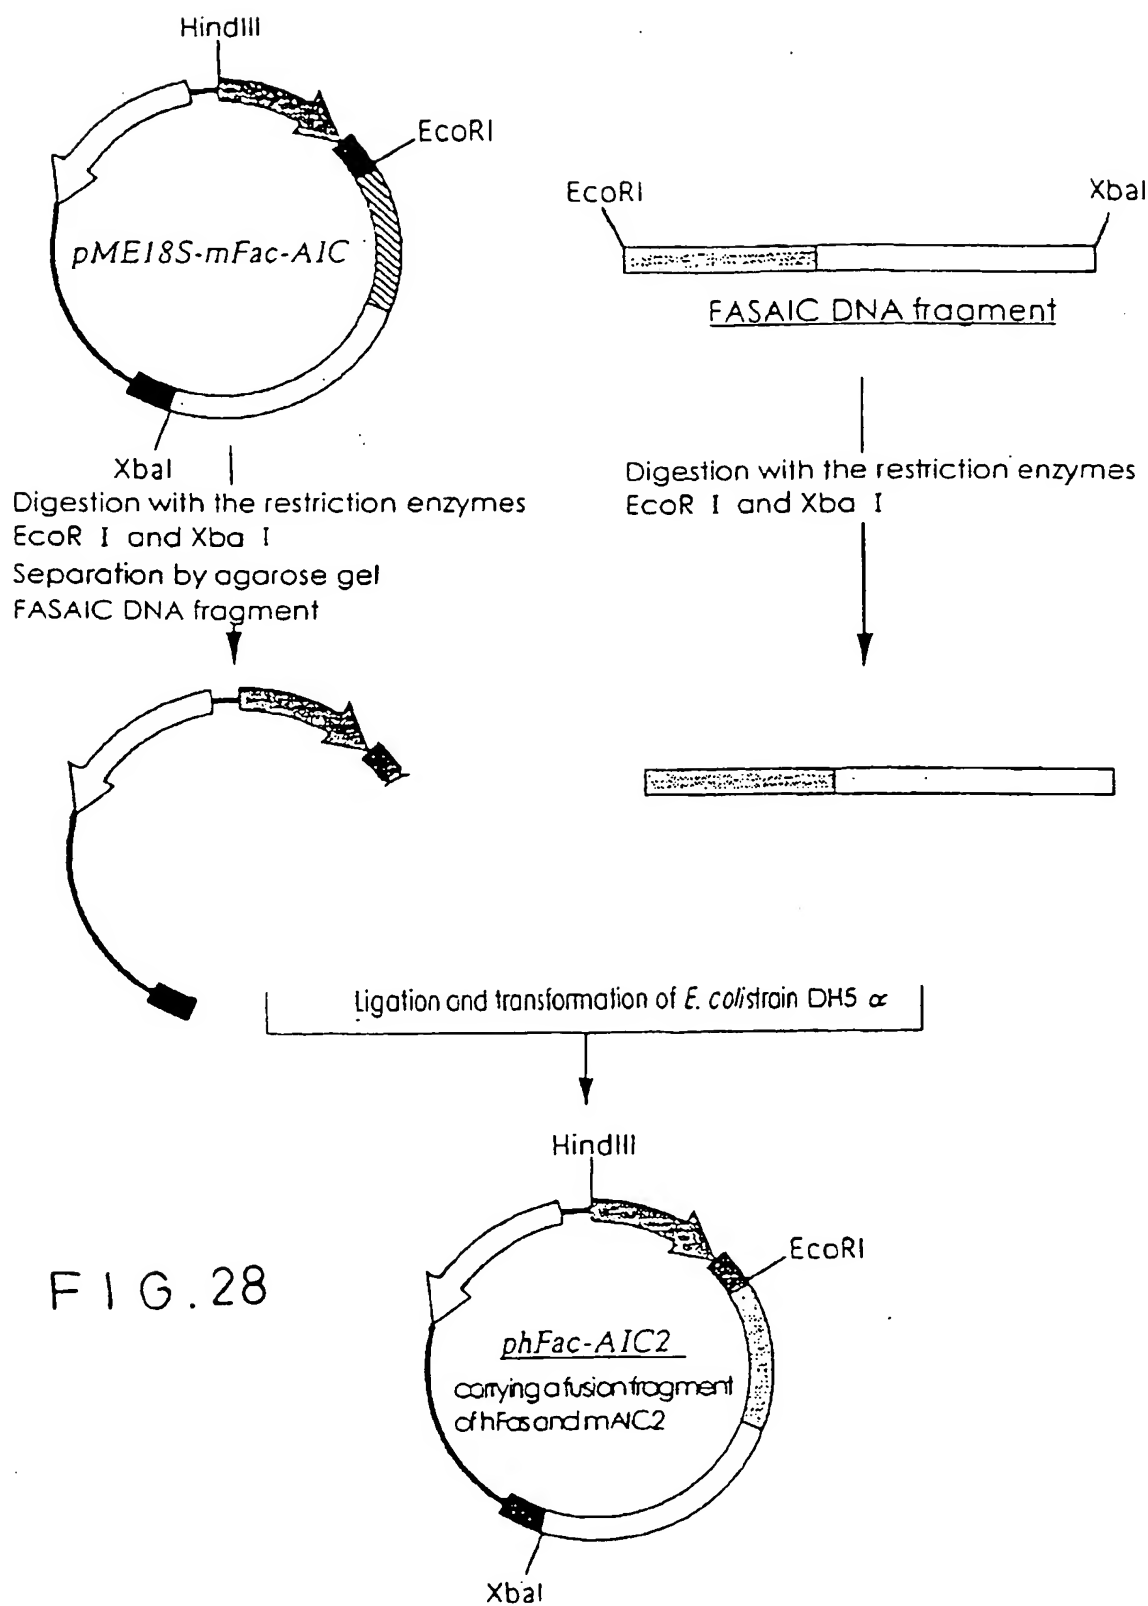 HindIII
EcoRI
pME18S-mFac-AIC
XbaI
EcoRI
XbaI
FASAIC DNA fragment
Digestion with the restriction enzymes
EcoR I and Xba I
Separation by agarose gel
FASAIC DNA fragment
Digestion with the restriction enzymes
EcoR I and Xba I
Ligation and transformation of E. coli strain DH5 α
HindIII
EcoRI
phFac-AIC2
carrying a fusion fragment
of hFas and mAIC2
XbaI
FIG.28